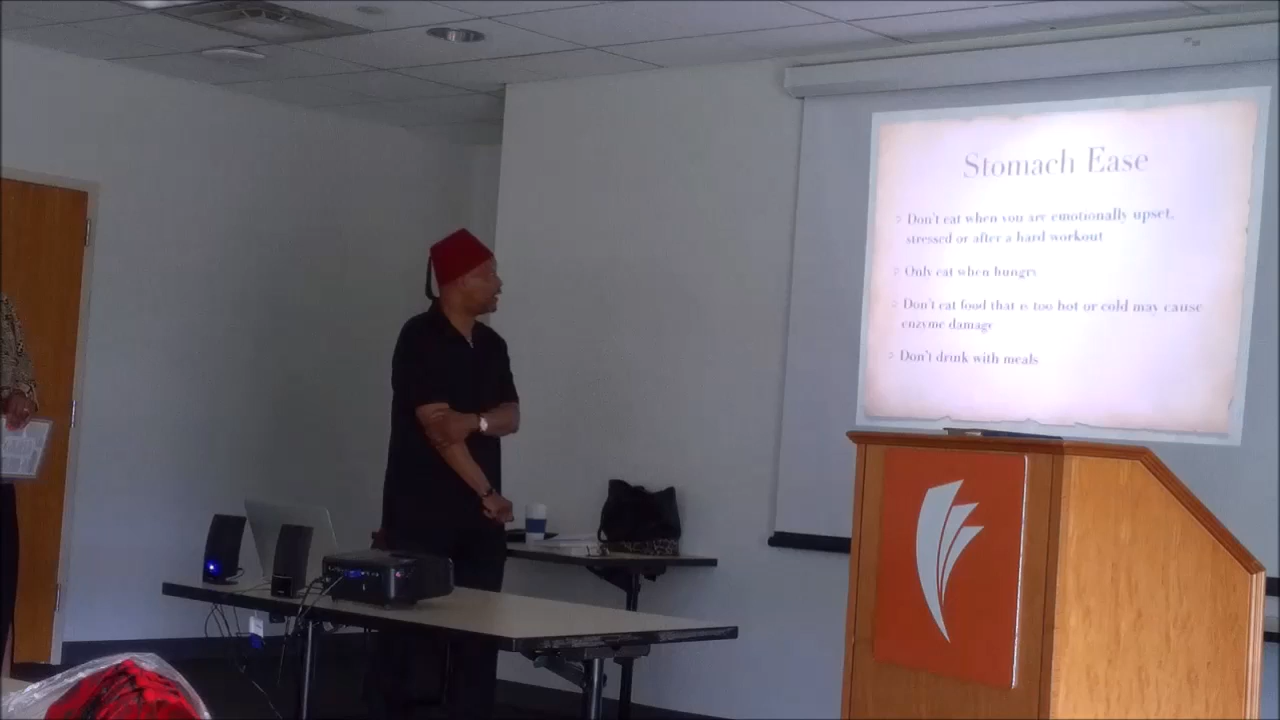 Stomach Ease
Don't eat when you are emotionally upset,
stressed or after a hard workout
Only eat when hungry
Don't eat food that is too hot or cold may cause
enzyme damage
Don't drink with meals